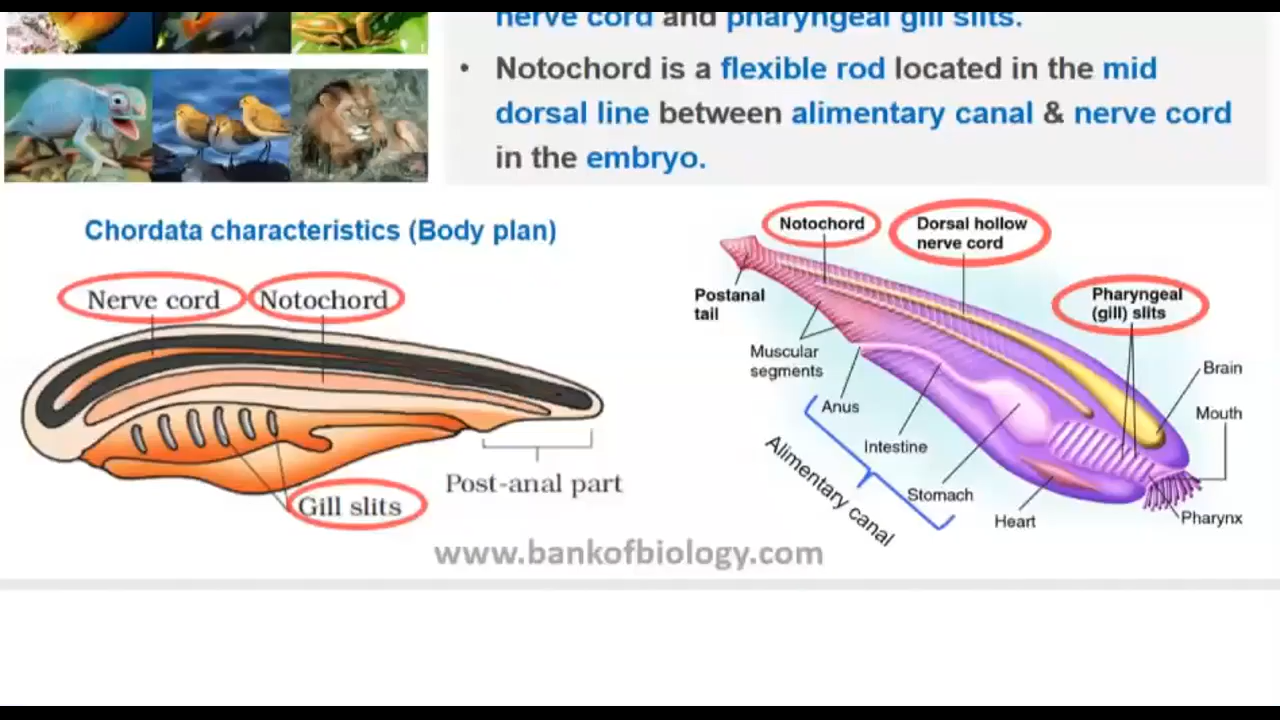 nerve cord and pharyngeal gill slits.
• Notochord is a flexible rod located in the mid
dorsal line between alimentary canal & nerve cord
in the embryo.
Chordata characteristics (Body plan)
Nerve cord
Notochord
Gill slits
Post-anal part
Notochord
Dorsal hollow
nerve cord
Pharyngeal
(gill) slits
Postanal
tail
Muscular
segments
Anus
Intestine
Stomach
Heart
Brain
Mouth
Pharynx
Alimentary canal
www.bankofbiology.com